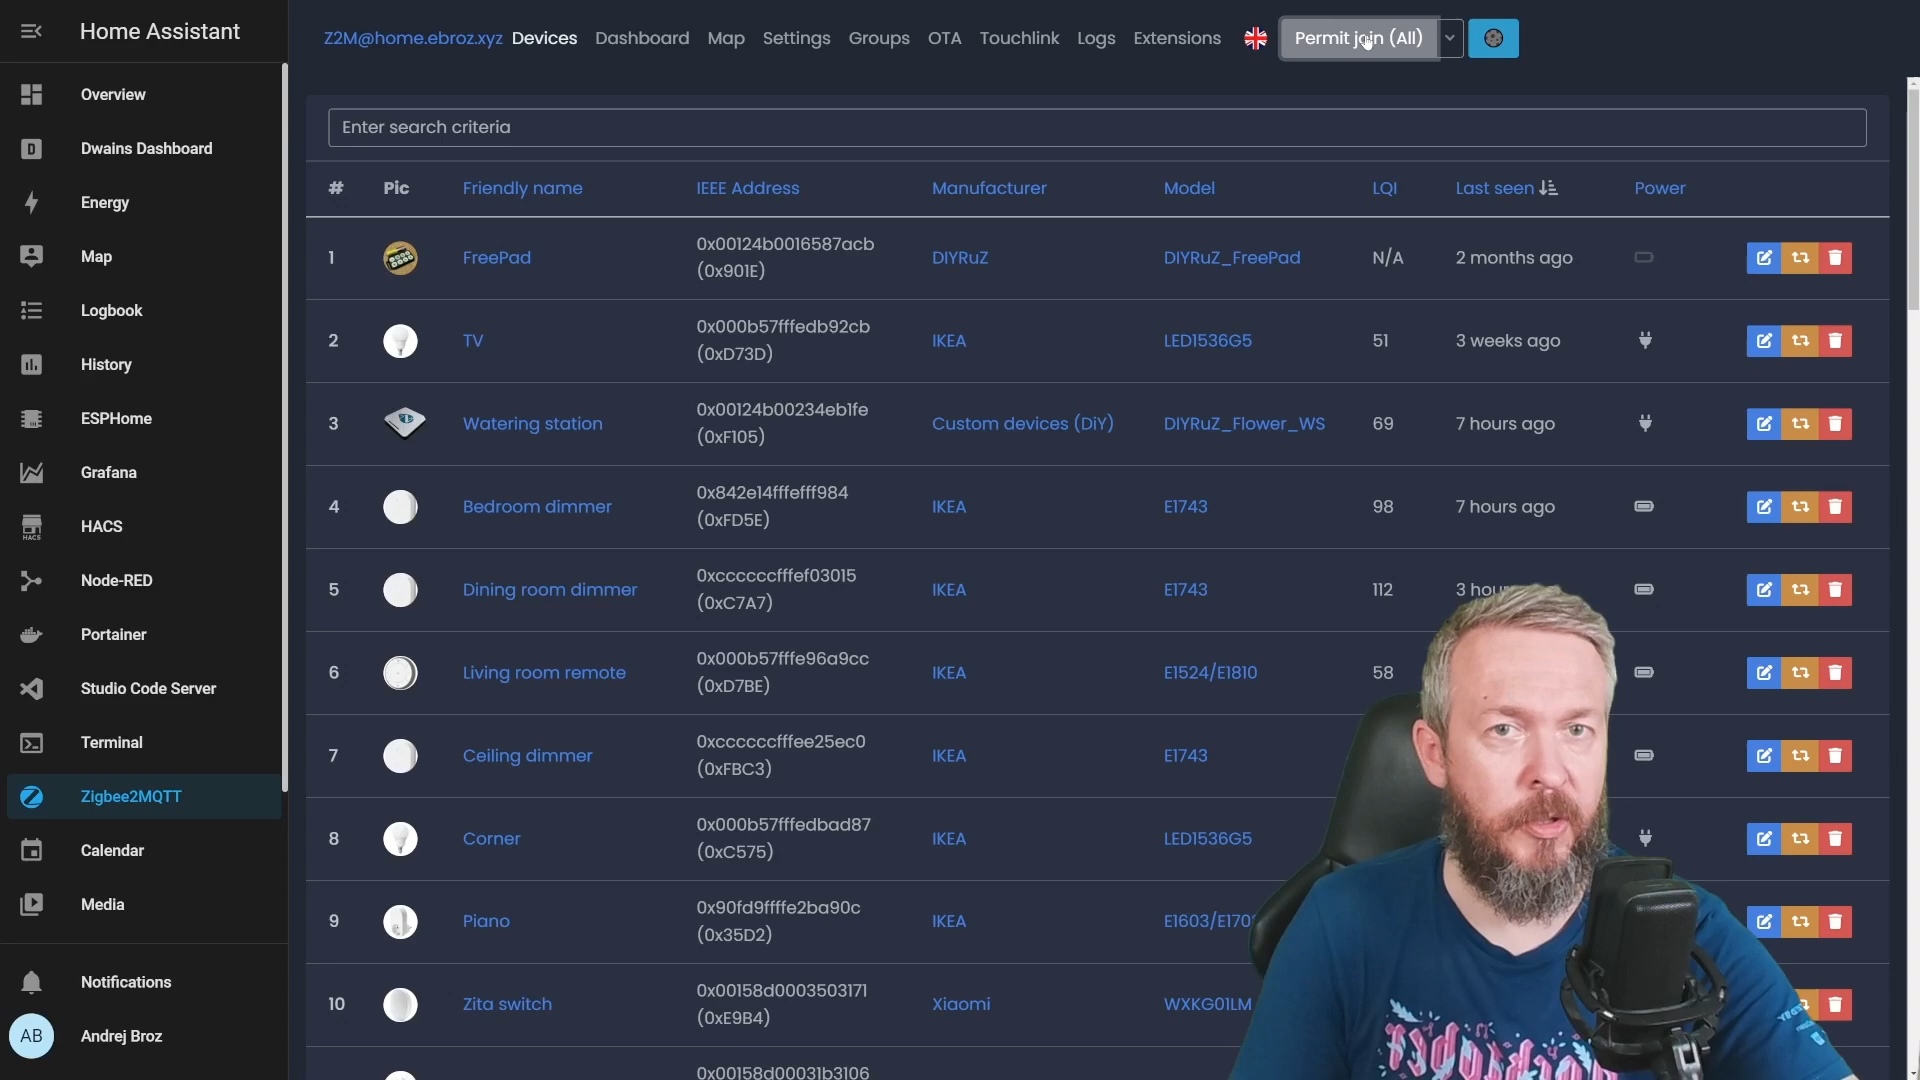 Home Assistant
Z2M@home.ebroz.xyz Devices Dashboard Map Settings Groups OTA Touchlink Logs Extensions Permit join (All)
Overview
Dwains Dashboard
Energy
Map
Logbook
History
ESPHome
Grafana
HACS
HACS
Node-RED
Portainer
Studio Code Server
Terminal
Zigbee2MQTT
Calendar
Media
Notifications
AB Andrej Broz
Enter search criteria
# Pic Friendly name IEEE Address Manufacturer Model LQI Last seen Power
1 FreePad 0x00124b0016587acb (0x901E) DIYRuZ DIYRuZ_FreePad N/A 2 months ago
2 TV 0x000b57fffedb92cb (0xD73D) IKEA LED1536G5 51 3 weeks ago
3 Watering station 0x00124b00234eb1fe (0xF105) Custom devices (DiY) DIYRuZ_Flower_WS 69 7 hours ago
4 Bedroom dimmer 0x842e14fffefff984 (0xFD5E) IKEA E1743 98 7 hours ago
5 Dining room dimmer 0xccccccfffef03015 (0xC7A7) IKEA E1743 112 3
6 Living room remote 0x000b57fffe96a9cc (0xD7BE) IKEA E1524/E1810 58
7 Ceiling dimmer 0xccccccfffee25ec0 (0xFBC3) IKEA E1743
8 Corner 0x000b57fffedbad87 (0xC575) IKEA LED1536G5
9 Piano 0x90fd9ffffe2ba90c (0x35D2) IKEA
10 Zita switch 0x00158d0003503171 (0xE9B4) Xiaomi WXKG01LM
0x00158d00031b3106